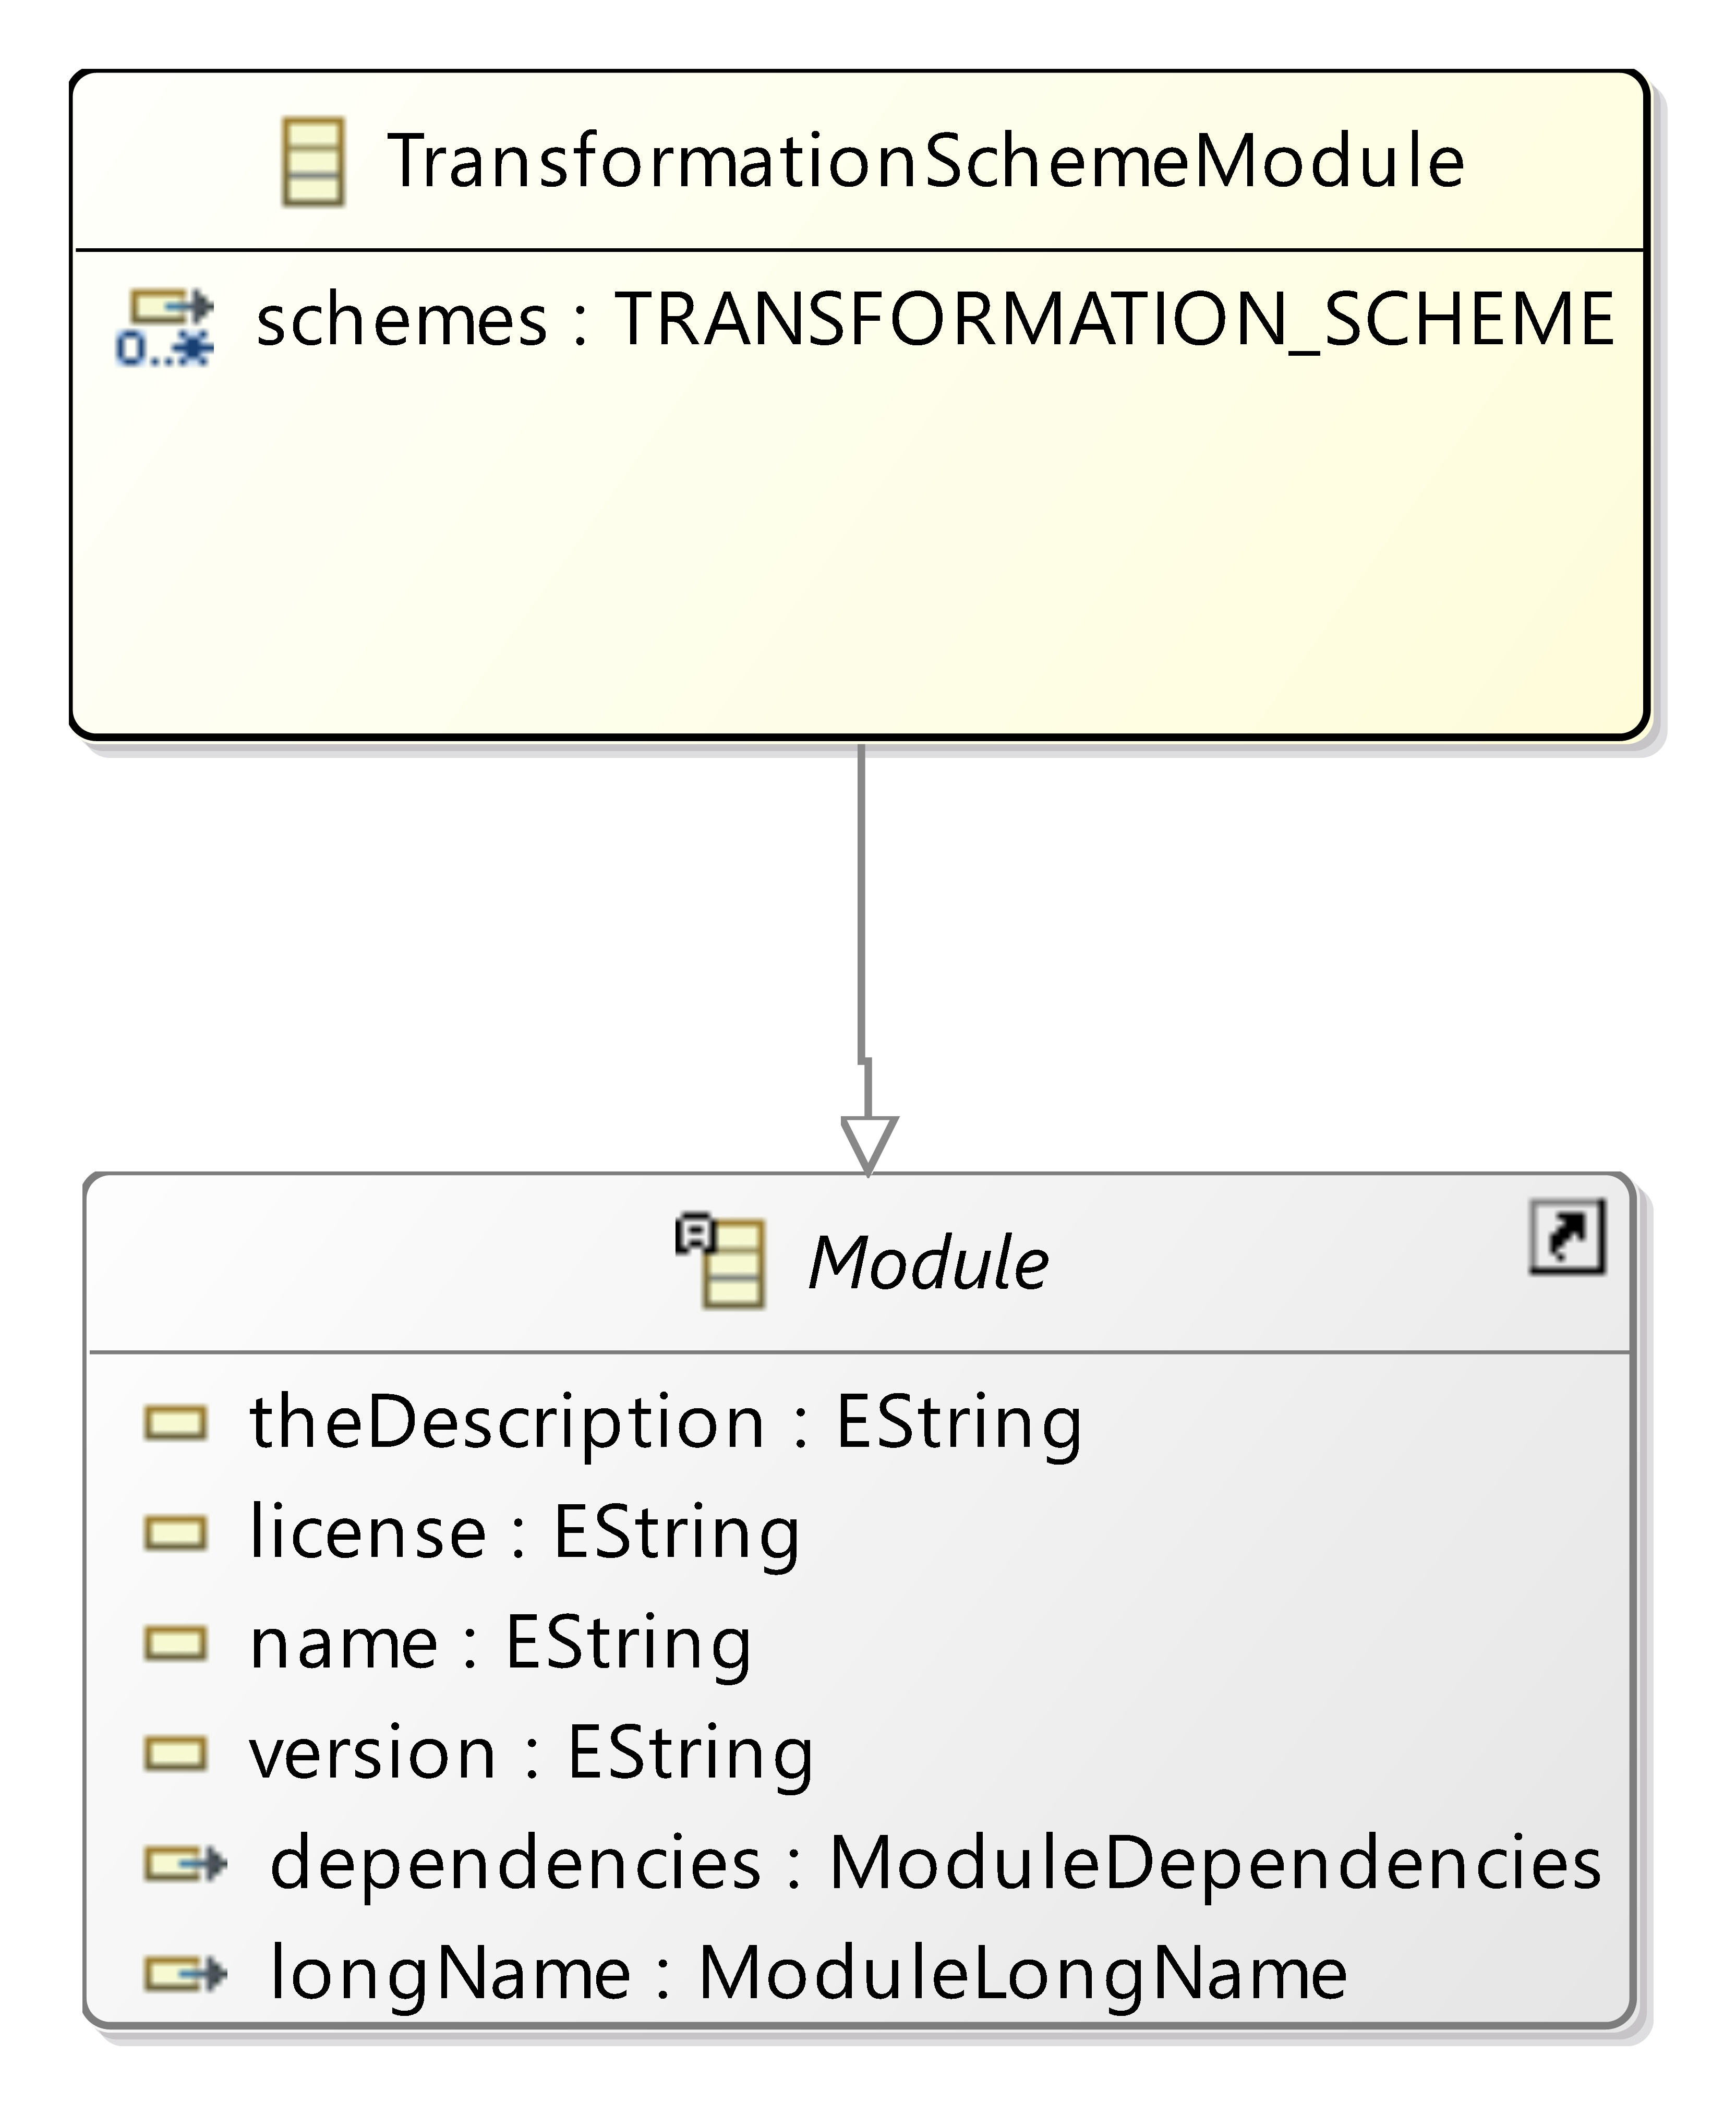 TransformationSchemeModule
0..* schemes : TRANSFORMATION_SCHEME
Module
theDescription : EString
license : EString
name : EString
version : EString
dependencies : ModuleDependencies
longName : ModuleLongName